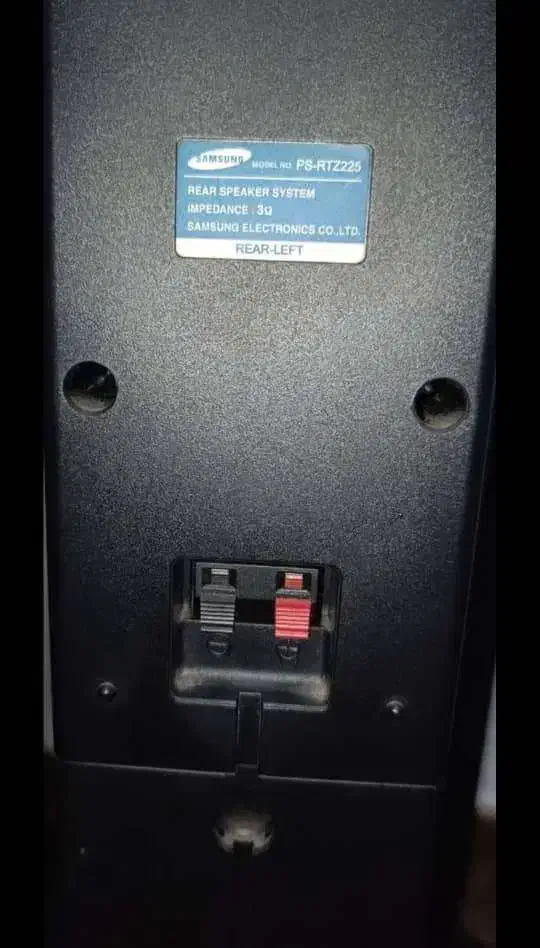 SAMSUNG MODEL NO. PS-RTZ225
REAR SPEAKER SYSTEM
IMPEDANCE : 3Ω
SAMSUNG ELECTRONICS CO.,LTD.
REAR-LEFT